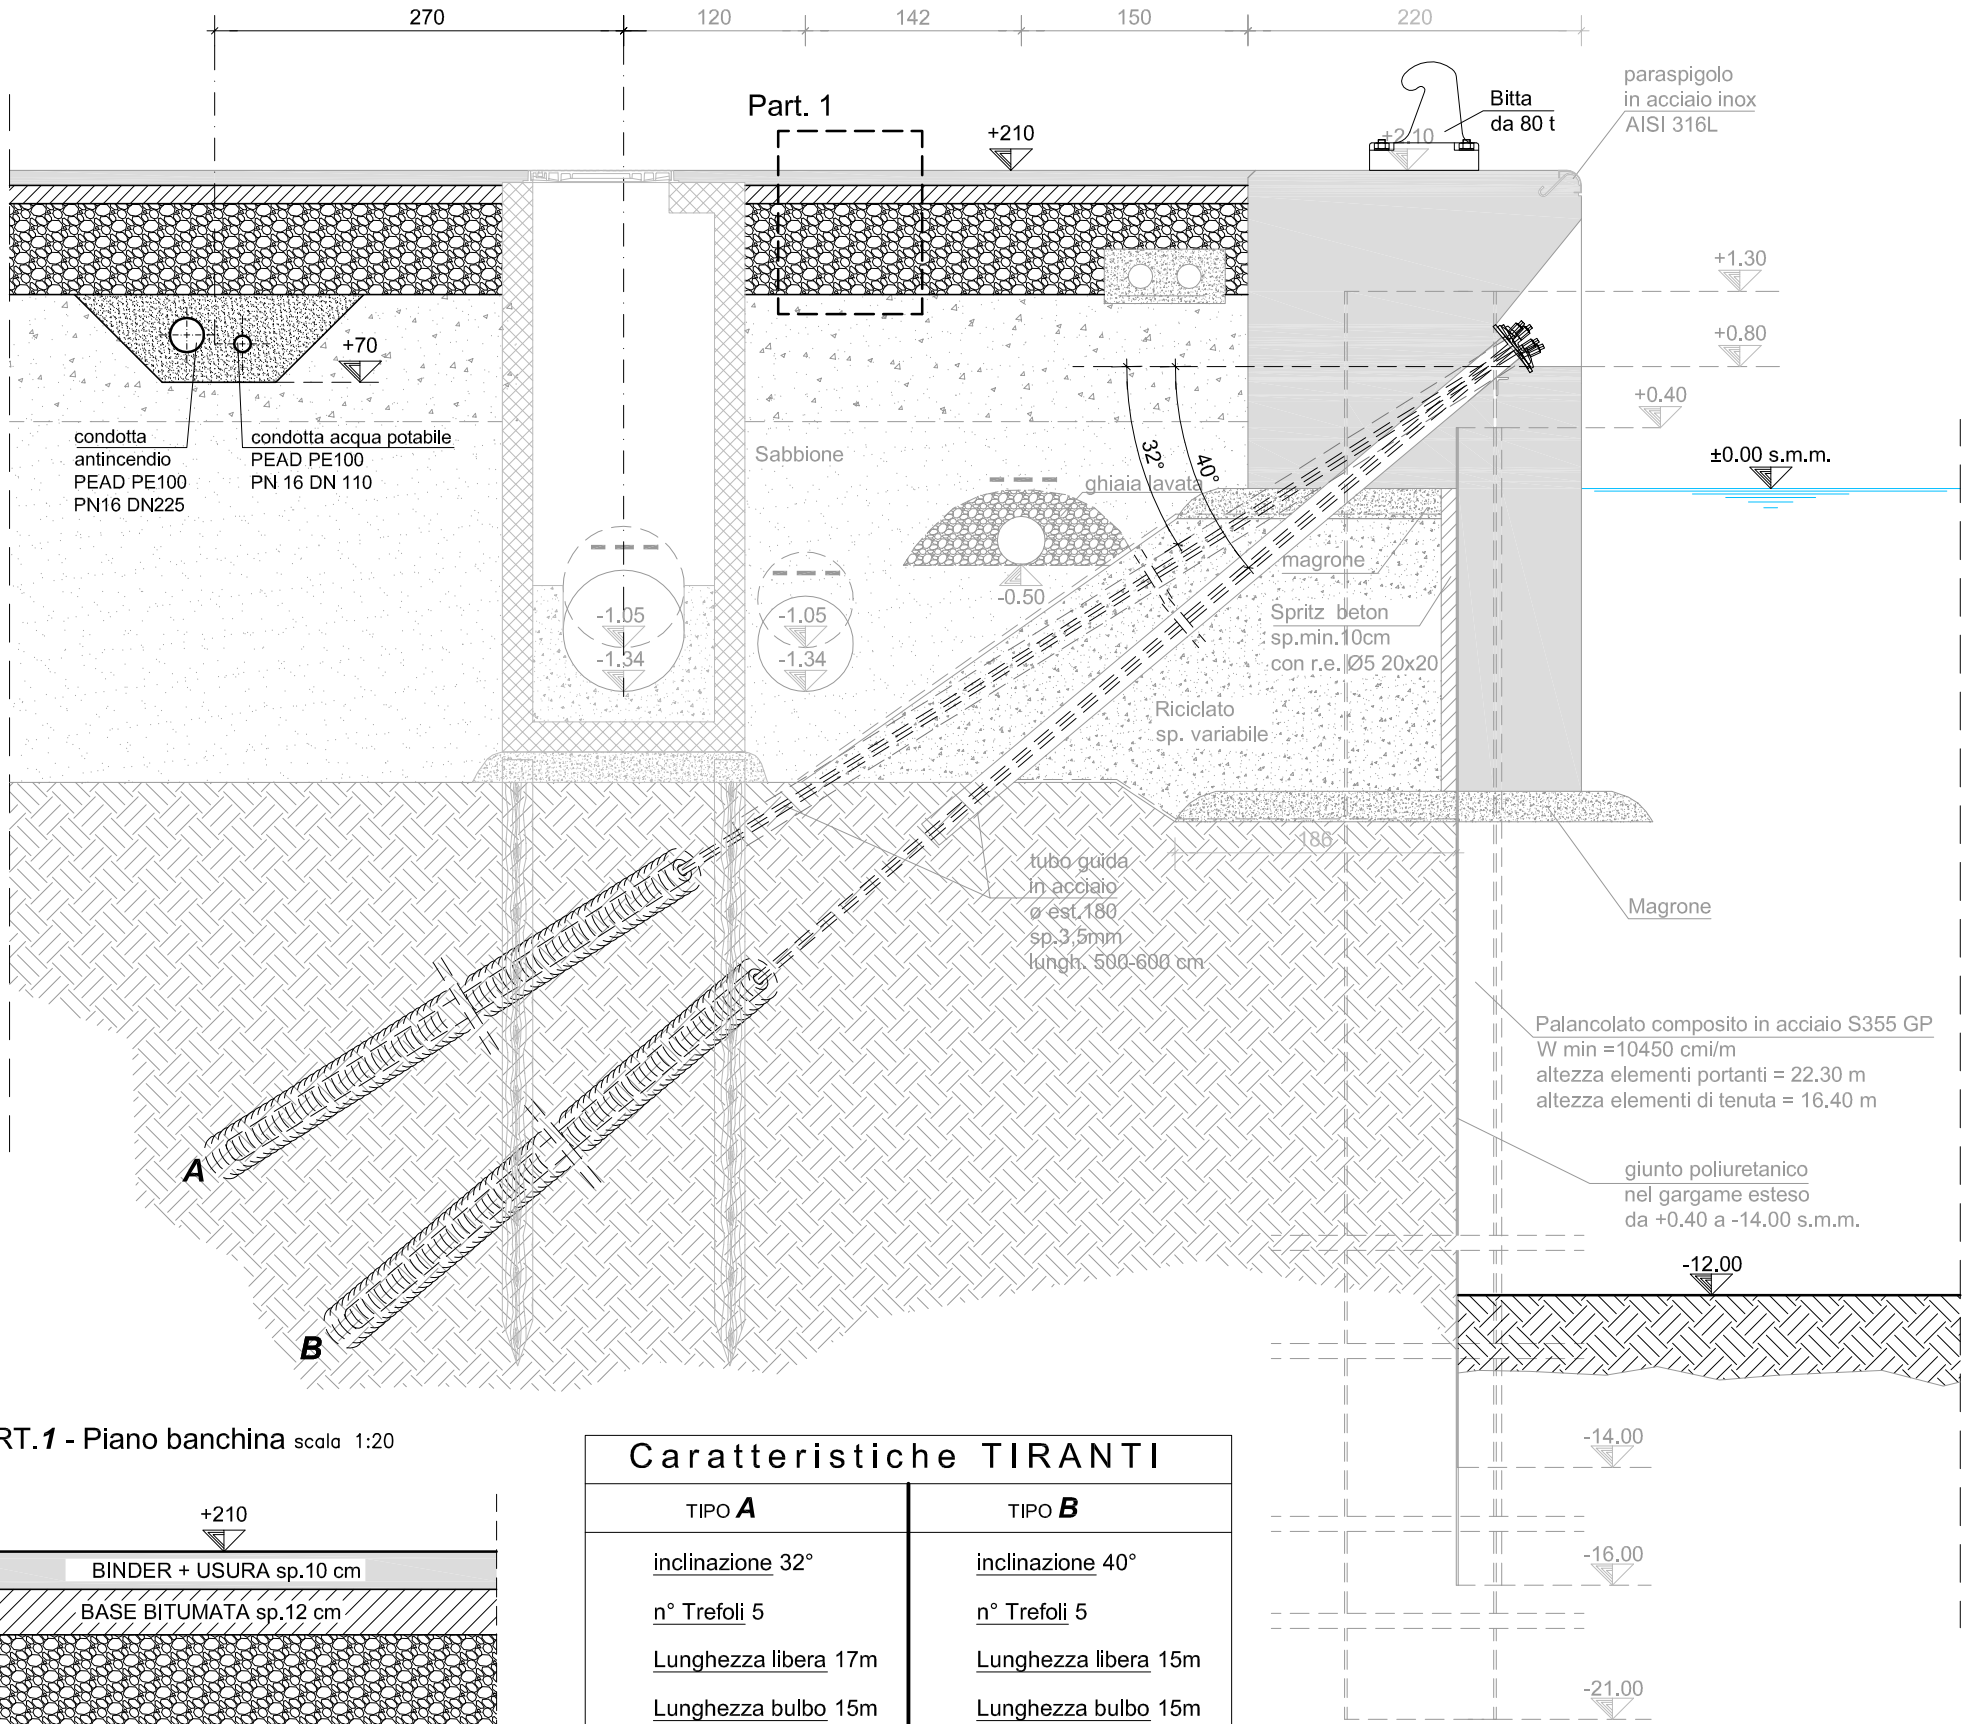 270
120
142
150
220
Part. 1
+210
+2.10
Bitta
da 80 t
paraspigolo
in acciaio inox
AISI 316L
+1.30
+0.80
+0.40
±0.00 s.m.m.
+70
condotta
antincendio
PEAD PE100
PN16 DN225
condotta acqua potabile
PEAD PE100
PN 16 DN 110
Sabbione
32°
40°
ghiaia lavata
magrone
-0.50
-1.05
-1.34
-1.05
-1.34
Spritz beton
sp.min.10cm
con r.e. Ø5 20x20
Riciclato
sp. variabile
186
tubo guida
in acciaio
ø est.180
sp.3,5mm
lungh. 500-600 cm
Magrone
Palancolato composito in acciaio S355 GP
W min =10450 cmi/m
altezza elementi portanti = 22.30 m
altezza elementi di tenuta = 16.40 m
giunto poliuretanico
nel gargame esteso
da +0.40 a -14.00 s.m.m.
A
B
-12.00
-14.00
-16.00
-21.00
RT.1 - Piano banchina scala 1:20
+210
BINDER + USURA sp.10 cm
BASE BITUMATA sp.12 cm
Caratteristiche TIRANTI
TIPO A
TIPO B
inclinazione 32°
inclinazione 40°
n° Trefoli 5
n° Trefoli 5
Lunghezza libera 17m
Lunghezza libera 15m
Lunghezza bulbo 15m
Lunghezza bulbo 15m